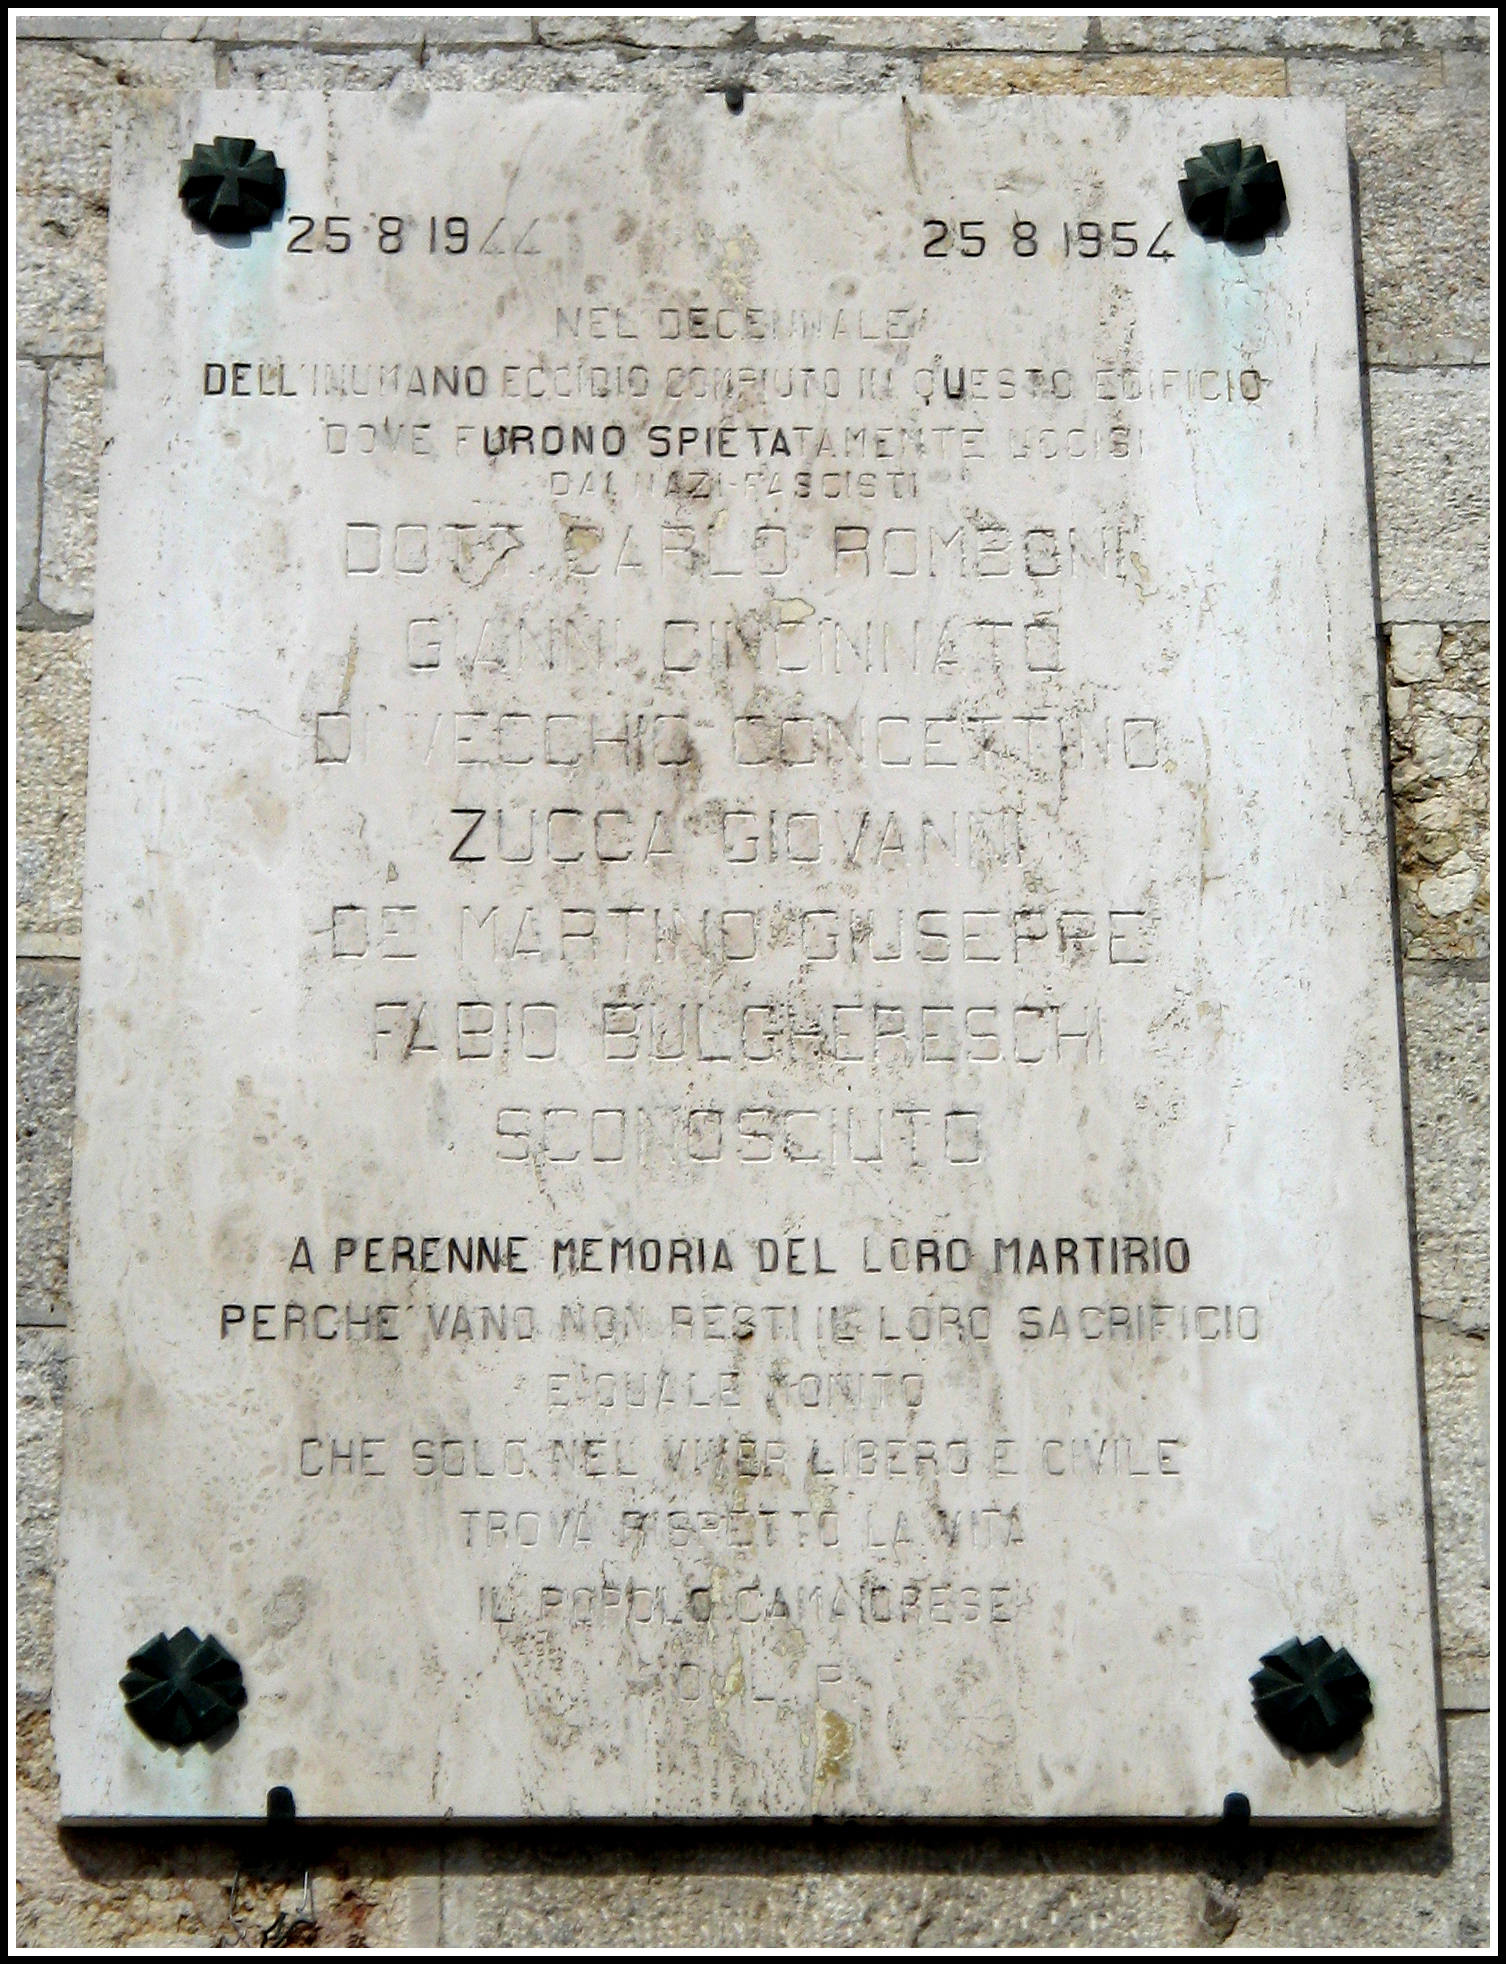 25·8·1944 25 8 1954
NEL DECENNALE
DELL'INUMANO ECCIDIO COMPIUTO IN QUESTO EDIFICIO
DOVE FURONO SPIETATAMENTE UCCISI
DAI NAZI-FASCISTI
DOTT. CARLO ROMBONI
GIANNI CINCINNATO
DI VECCHIO CONCETTINO
ZUCCA GIOVANNI
DE MARTINO GIUSEPPE
FABIO BULGHERESCHI
SCONOSCIUTO
A PERENNE MEMORIA DEL LORO MARTIRIO
PERCHE' VANO NON RESTI IL LORO SACRIFICIO
E QUALE MONITO
CHE SOLO NEL VIVER LIBERO E CIVILE
TROVA RISPETTO LA VITA
IL POPOLO CAMAIORESE